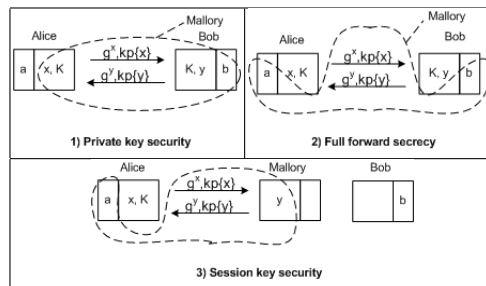 Mallory
Alice
Bob
a
x, K
g^x,kp{x}
g^y,kp{y}
K, y
b
1) Private key security
Mallory
Alice
Bob
a
x, K
g^x,kp{x}
g^y,kp{y}
K, y
b
2) Full forward secrecy
Alice
Mallory
Bob
a
x, K
g^x,kp{x}
g^y,kp{y}
y
b
3) Session key security